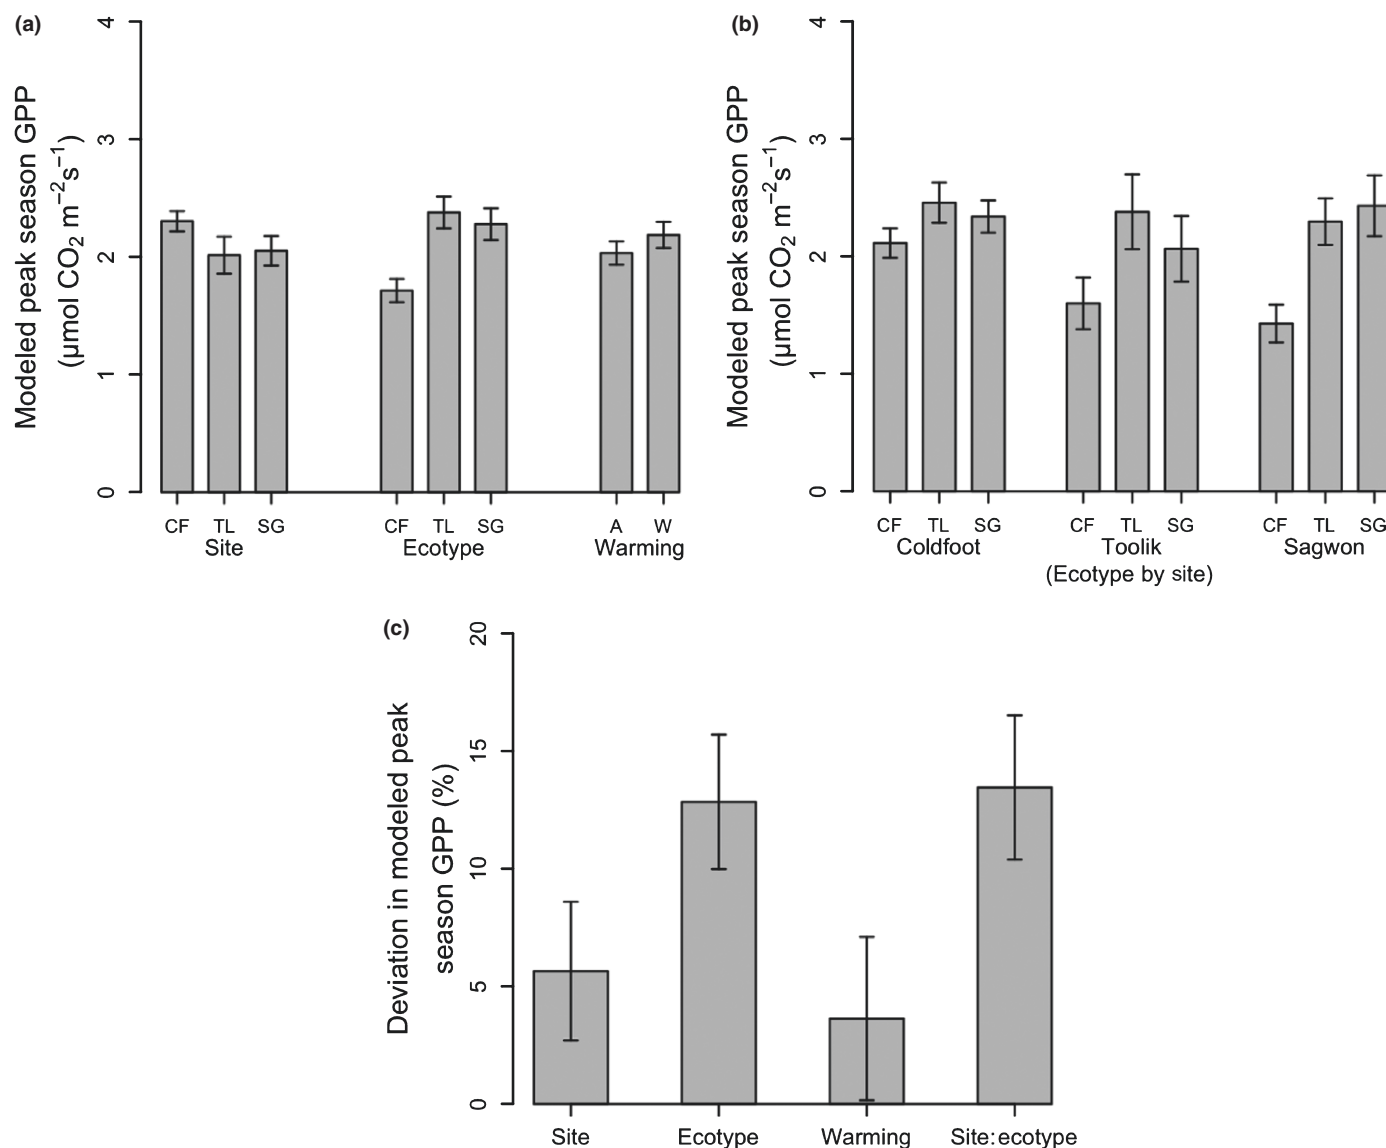 (a)
Modeled peak season GPP
(μmol CO₂ m⁻²s⁻¹)
4
3
2
1
0
CF TL SG CF TL SG A W
Site Ecotype Warming
(b)
Modeled peak season GPP
(μmol CO₂ m⁻²s⁻¹)
4
3
2
1
0
CF TL SG CF TL SG CF TL SG
Coldfoot Toolik Sagwon
(Ecotype by site)
(c)
Deviation in modeled peak
season GPP (%)
20
15
10
5
0
Site Ecotype Warming Site:ecotype